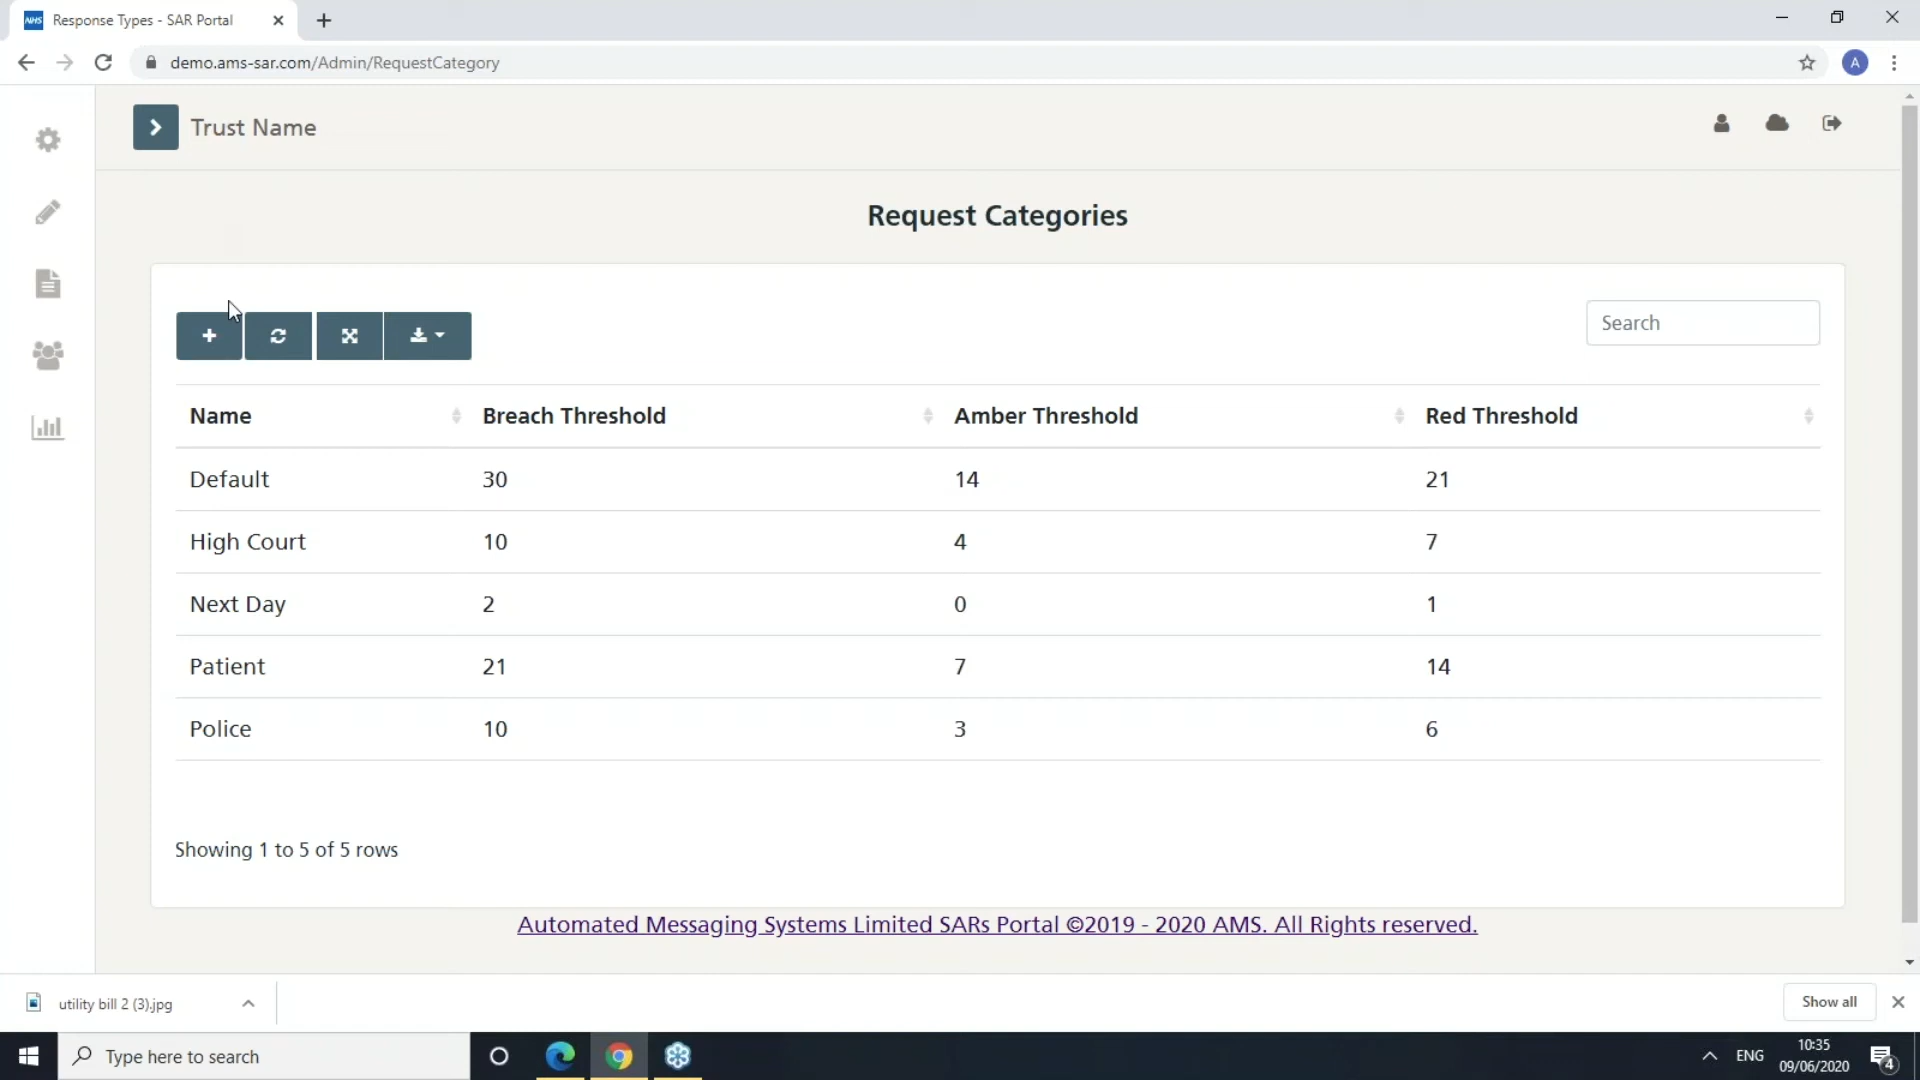 NHS Response Types - SAR Portal
demo.ams-sar.com/Admin/RequestCategory
A
Trust Name
Request Categories
Search
Name Breach Threshold Amber Threshold Red Threshold
Default 30 14 21
High Court 10 4 7
Next Day 2 0 1
Patient 21 7 14
Police 10 3 6
Showing 1 to 5 of 5 rows
Automated Messaging Systems Limited SARs Portal ©2019 - 2020 AMS. All Rights reserved.
utility bill 2 (3).jpg
Show all
Type here to search
ENG
10:35
09/06/2020
4